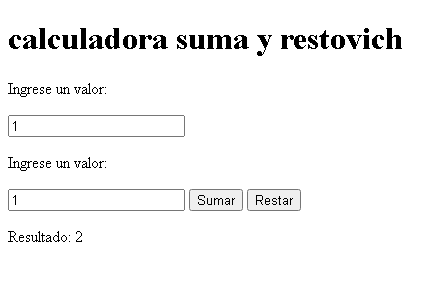 calculadora suma y restovich
Ingrese un valor:
1
Ingrese un valor:
1 Sumar Restar
Resultado: 2